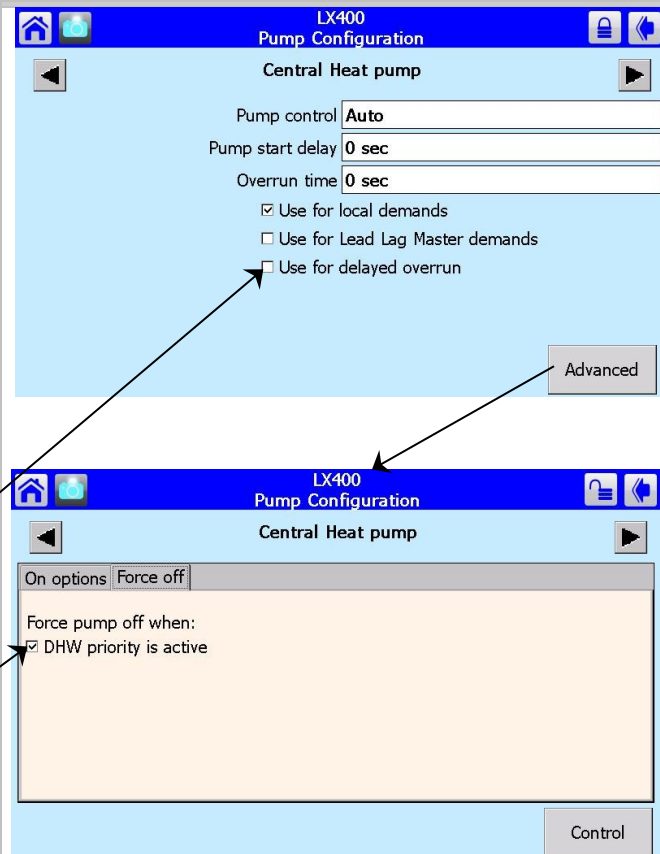 LX400
Pump Configuration
Central Heat pump
Pump control Auto
Pump start delay 0 sec
Overrun time 0 sec
Use for local demands
Use for Lead Lag Master demands
Use for delayed overrun
Advanced
LX400
Pump Configuration
Central Heat pump
On options Force off
Force pump off when:
DHW priority is active
Control